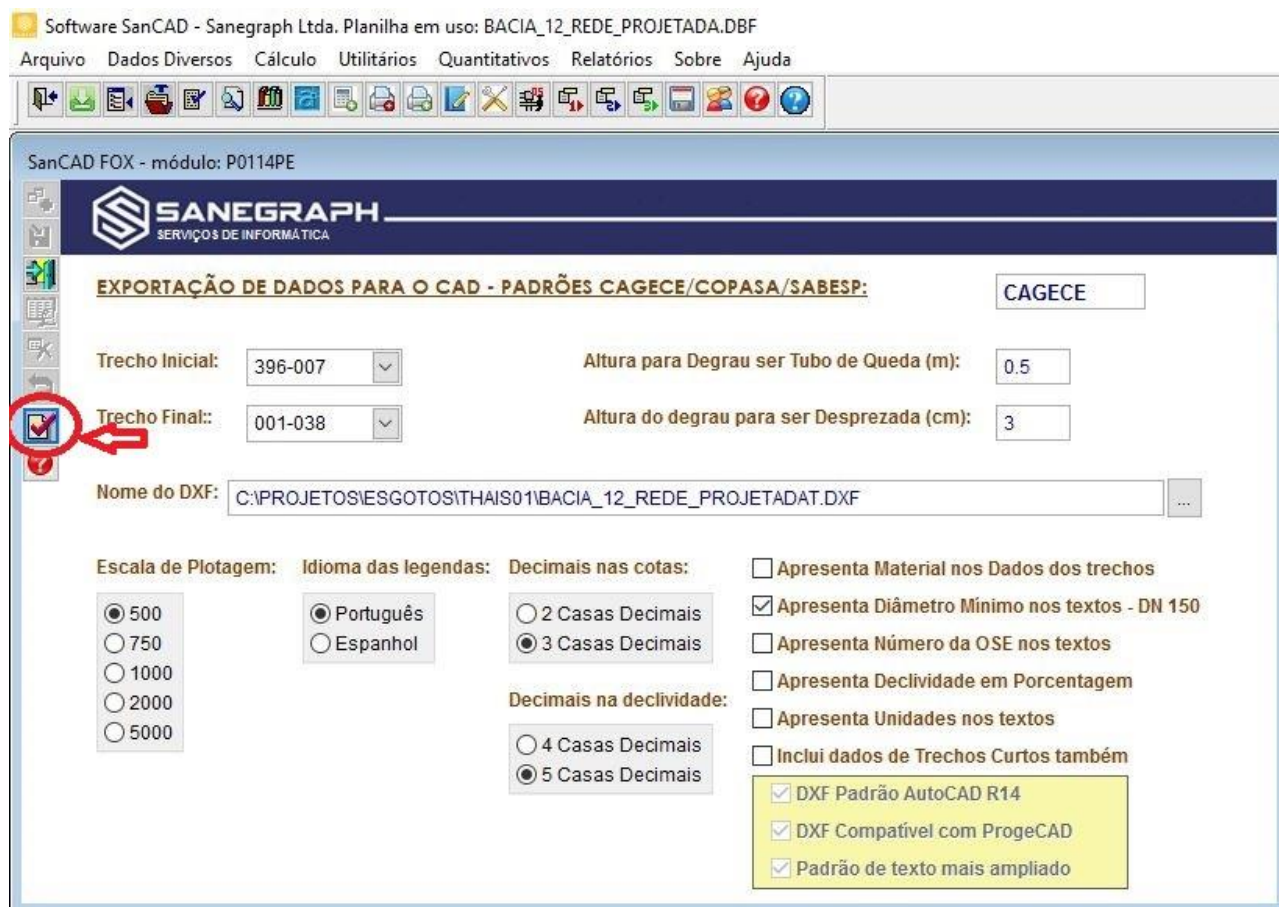 Software SanCAD - Sanegraph Ltda. Planilha em uso: BACIA_12_REDE_PROJETADA.DBF
Arquivo Dados Diversos Cálculo Utilitários Quantitativos Relatórios Sobre Ajuda
SanCAD FOX - módulo: P0114PE
SANEGRAPH
SERVIÇOS DE INFORMÁTICA
EXPORTAÇÃO DE DADOS PARA O CAD - PADRÕES CAGECE/COPASA/SABESP: CAGECE
Trecho Inicial: 396-007 Altura para Degrau ser Tubo de Queda (m): 0.5
Trecho Final:: 001-038 Altura do degrau para ser Desprezada (cm): 3
Nome do DXF: C:\PROJETOS\ESGOTOS\THAIS01\BACIA_12_REDE_PROJETADAT.DXF ...
Escala de Plotagem:
500
750
1000
2000
5000
Idioma das legendas:
Português
Espanhol
Decimais nas cotas:
2 Casas Decimais
3 Casas Decimais
Decimais na declividade:
4 Casas Decimais
5 Casas Decimais
Apresenta Material nos Dados dos trechos
Apresenta Diâmetro Mínimo nos textos - DN 150
Apresenta Número da OSE nos textos
Apresenta Declividade em Porcentagem
Apresenta Unidades nos textos
Inclui dados de Trechos Curtos também
DXF Padrão AutoCAD R14
DXF Compatível com ProgeCAD
Padrão de texto mais ampliado